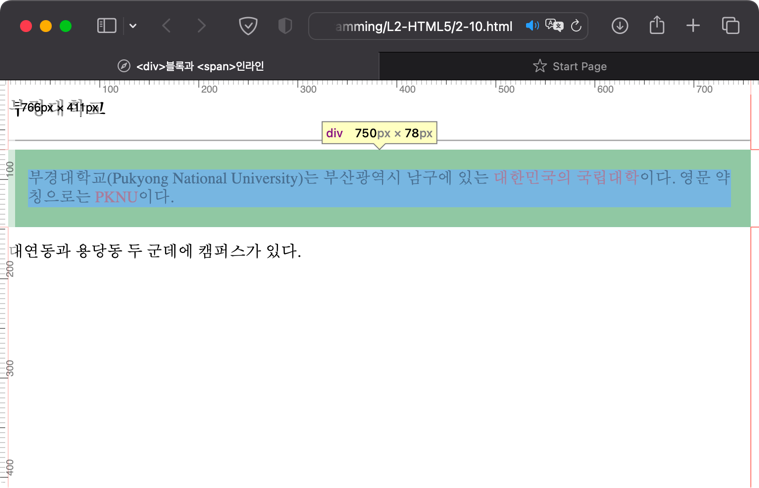 amming/L2-HTML5/2-10.html
<div>블록과 <span>인라인
Start Page
100 200 300 400 500 600 700
766px × 411px
div 750px × 78px
100
부경대학교(Pukyong National University)는 부산광역시 남구에 있는 대한민국의 국립대학이다. 영문 약
칭으로는 PKNU이다.
대연동과 용당동 두 군데에 캠퍼스가 있다.
200
300
400